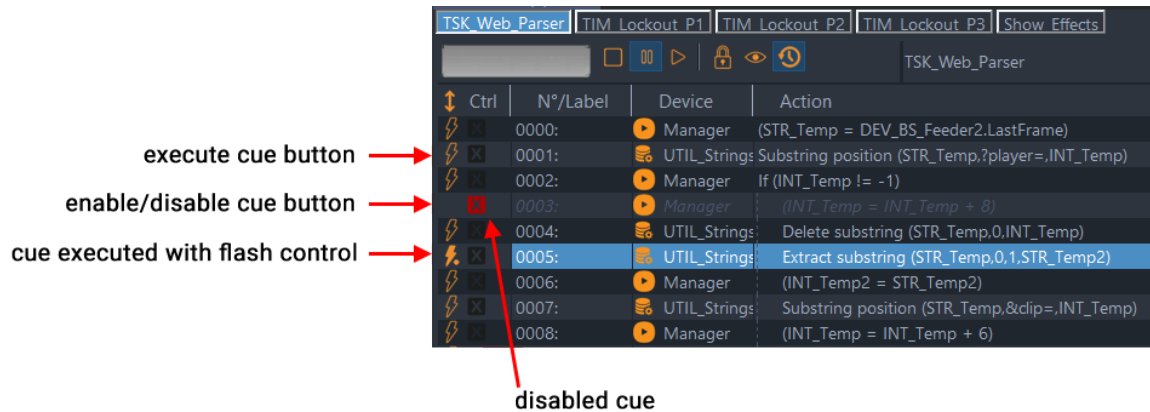 TSK_Web_Parser TIM_Lockout_P1 TIM_Lockout_P2 TIM_Lockout_P3 Show_Effects
TSK_Web_Parser
Ctrl N°/Label Device Action
0000: Manager (STR_Temp = DEV_BS_Feeder2.LastFrame)
execute cue button 0001: UTIL_Strings Substring position (STR_Temp,?player=,INT_Temp)
0002: Manager If (INT_Temp != -1)
enable/disable cue button 0003: Manager (INT_Temp = INT_Temp + 8)
0004: UTIL_Strings Delete substring (STR_Temp,0,INT_Temp)
cue executed with flash control 0005: UTIL_Strings Extract substring (STR_Temp,0,1,STR_Temp2)
0006: Manager (INT_Temp2 = STR_Temp2)
0007: UTIL_Strings Substring position (STR_Temp,&clip=,INT_Temp)
0008: Manager (INT_Temp = INT_Temp + 6)
disabled cue